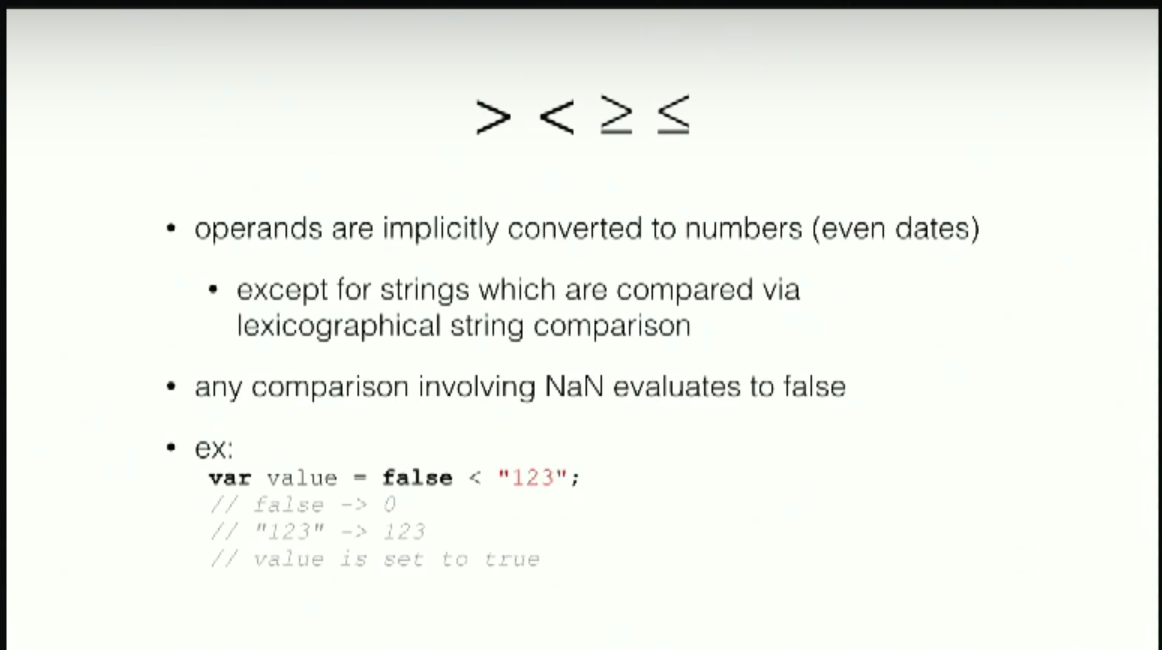 > < ≥ ≤
• operands are implicitly converted to numbers (even dates)
• except for strings which are compared via
lexicographical string comparison
• any comparison involving NaN evaluates to false
• ex:
var value = false < "123";
// false -> 0
// "123" -> 123
// value is set to true